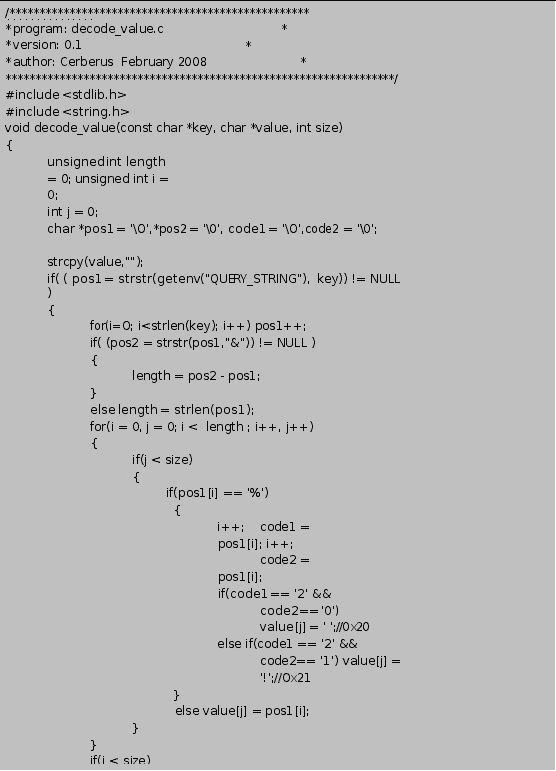 /**************************************************
*program: decode_value.c *
*version: 0.1 *
*author: Cerberus February 2008 *
*****************************************************************/
#include <stdlib.h>
#include <string.h>
void decode_value(const char *key, char *value, int size)
{
unsigned int length
= 0; unsigned int i =
0;
int j = 0;
char *pos1 = '\0',*pos2 = '\0', code1 = '\0',code2 = '\0';
strcpy(value,"");
if( ( pos1 = strstr(getenv("QUERY_STRING"), key)) != NULL
)
{
for(i=0; i<strlen(key); i++) pos1++;
if( (pos2 = strstr(pos1,"&")) != NULL )
{
length = pos2 - pos1;
}
else length = strlen(pos1);
for(i = 0, j = 0; i < length ; i++, j++)
{
if(j < size)
{
if(pos1[i] == '%')
{
i++; code1 =
pos1[i]; i++;
code2 =
pos1[i];
if(code1 == '2' &&
code2=='0')
value[j] = ' ';//0x20
else if(code1 == '2' &&
code2== '1') value[j] =
'!';//0x21
}
else value[j] = pos1[i];
}
}
if(j < size)